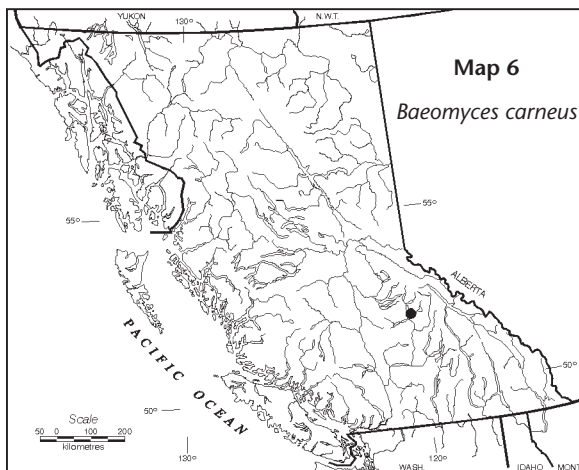 YUKON
130°
N.W.T.
Map 6
Baeomyces carneus
55°
55°
ALBERTA
PACIFIC OCEAN
50°
50°
Scale
50 0 100 200
kilometres
130°
120°
WASH.
IDAHO
MONT